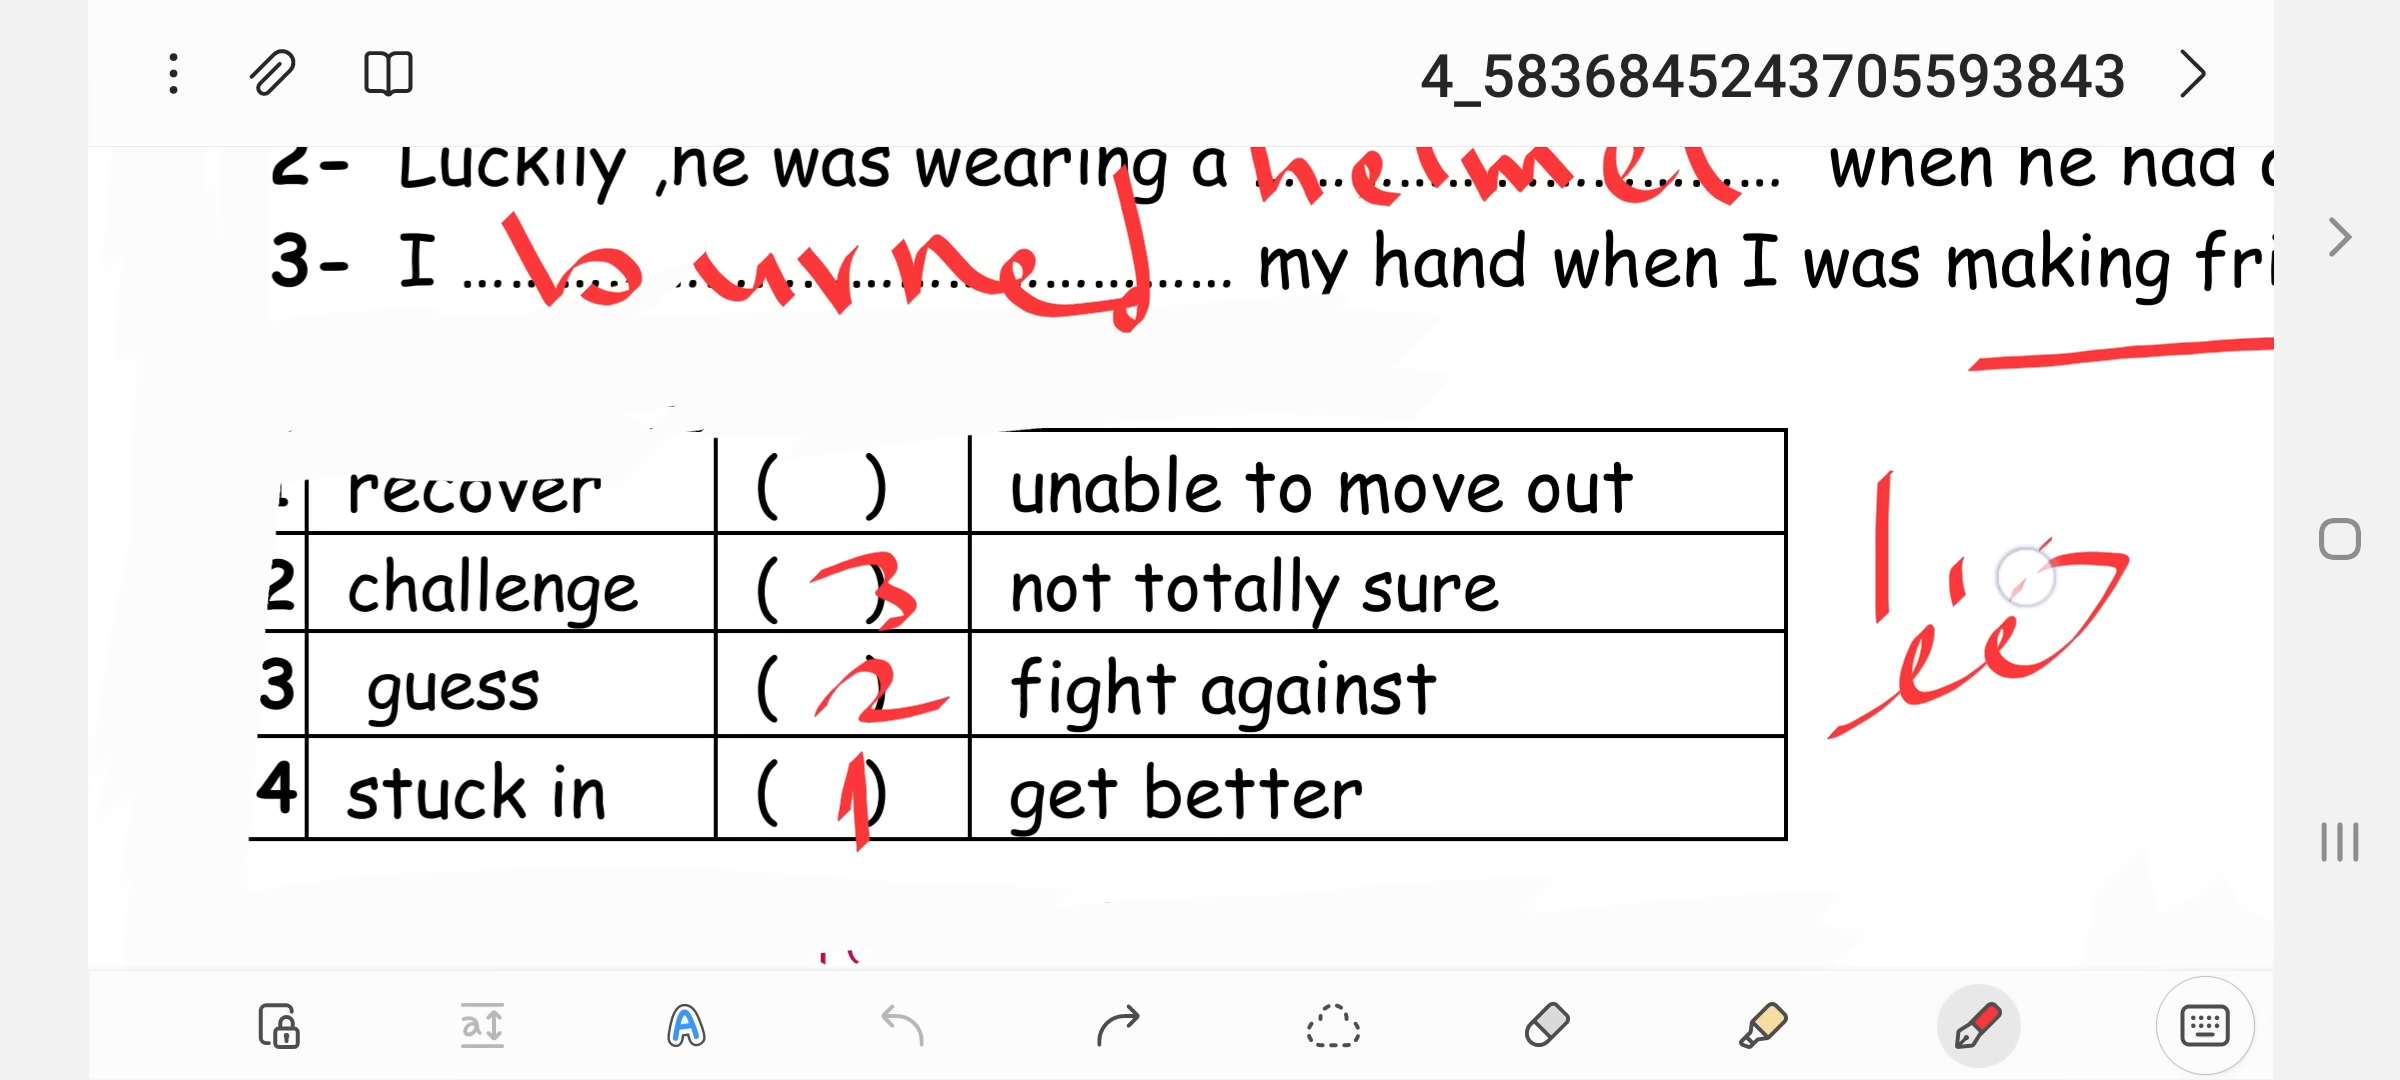 4_5836845243705593843
2- Luckily ,he was wearing a helmet when he had
3- I burned my hand when I was making fri
recover ( ) unable to move out
2 challenge ( 3 ) not totally sure
3 guess ( 2 ) fight against
4 stuck in ( 1 ) get better